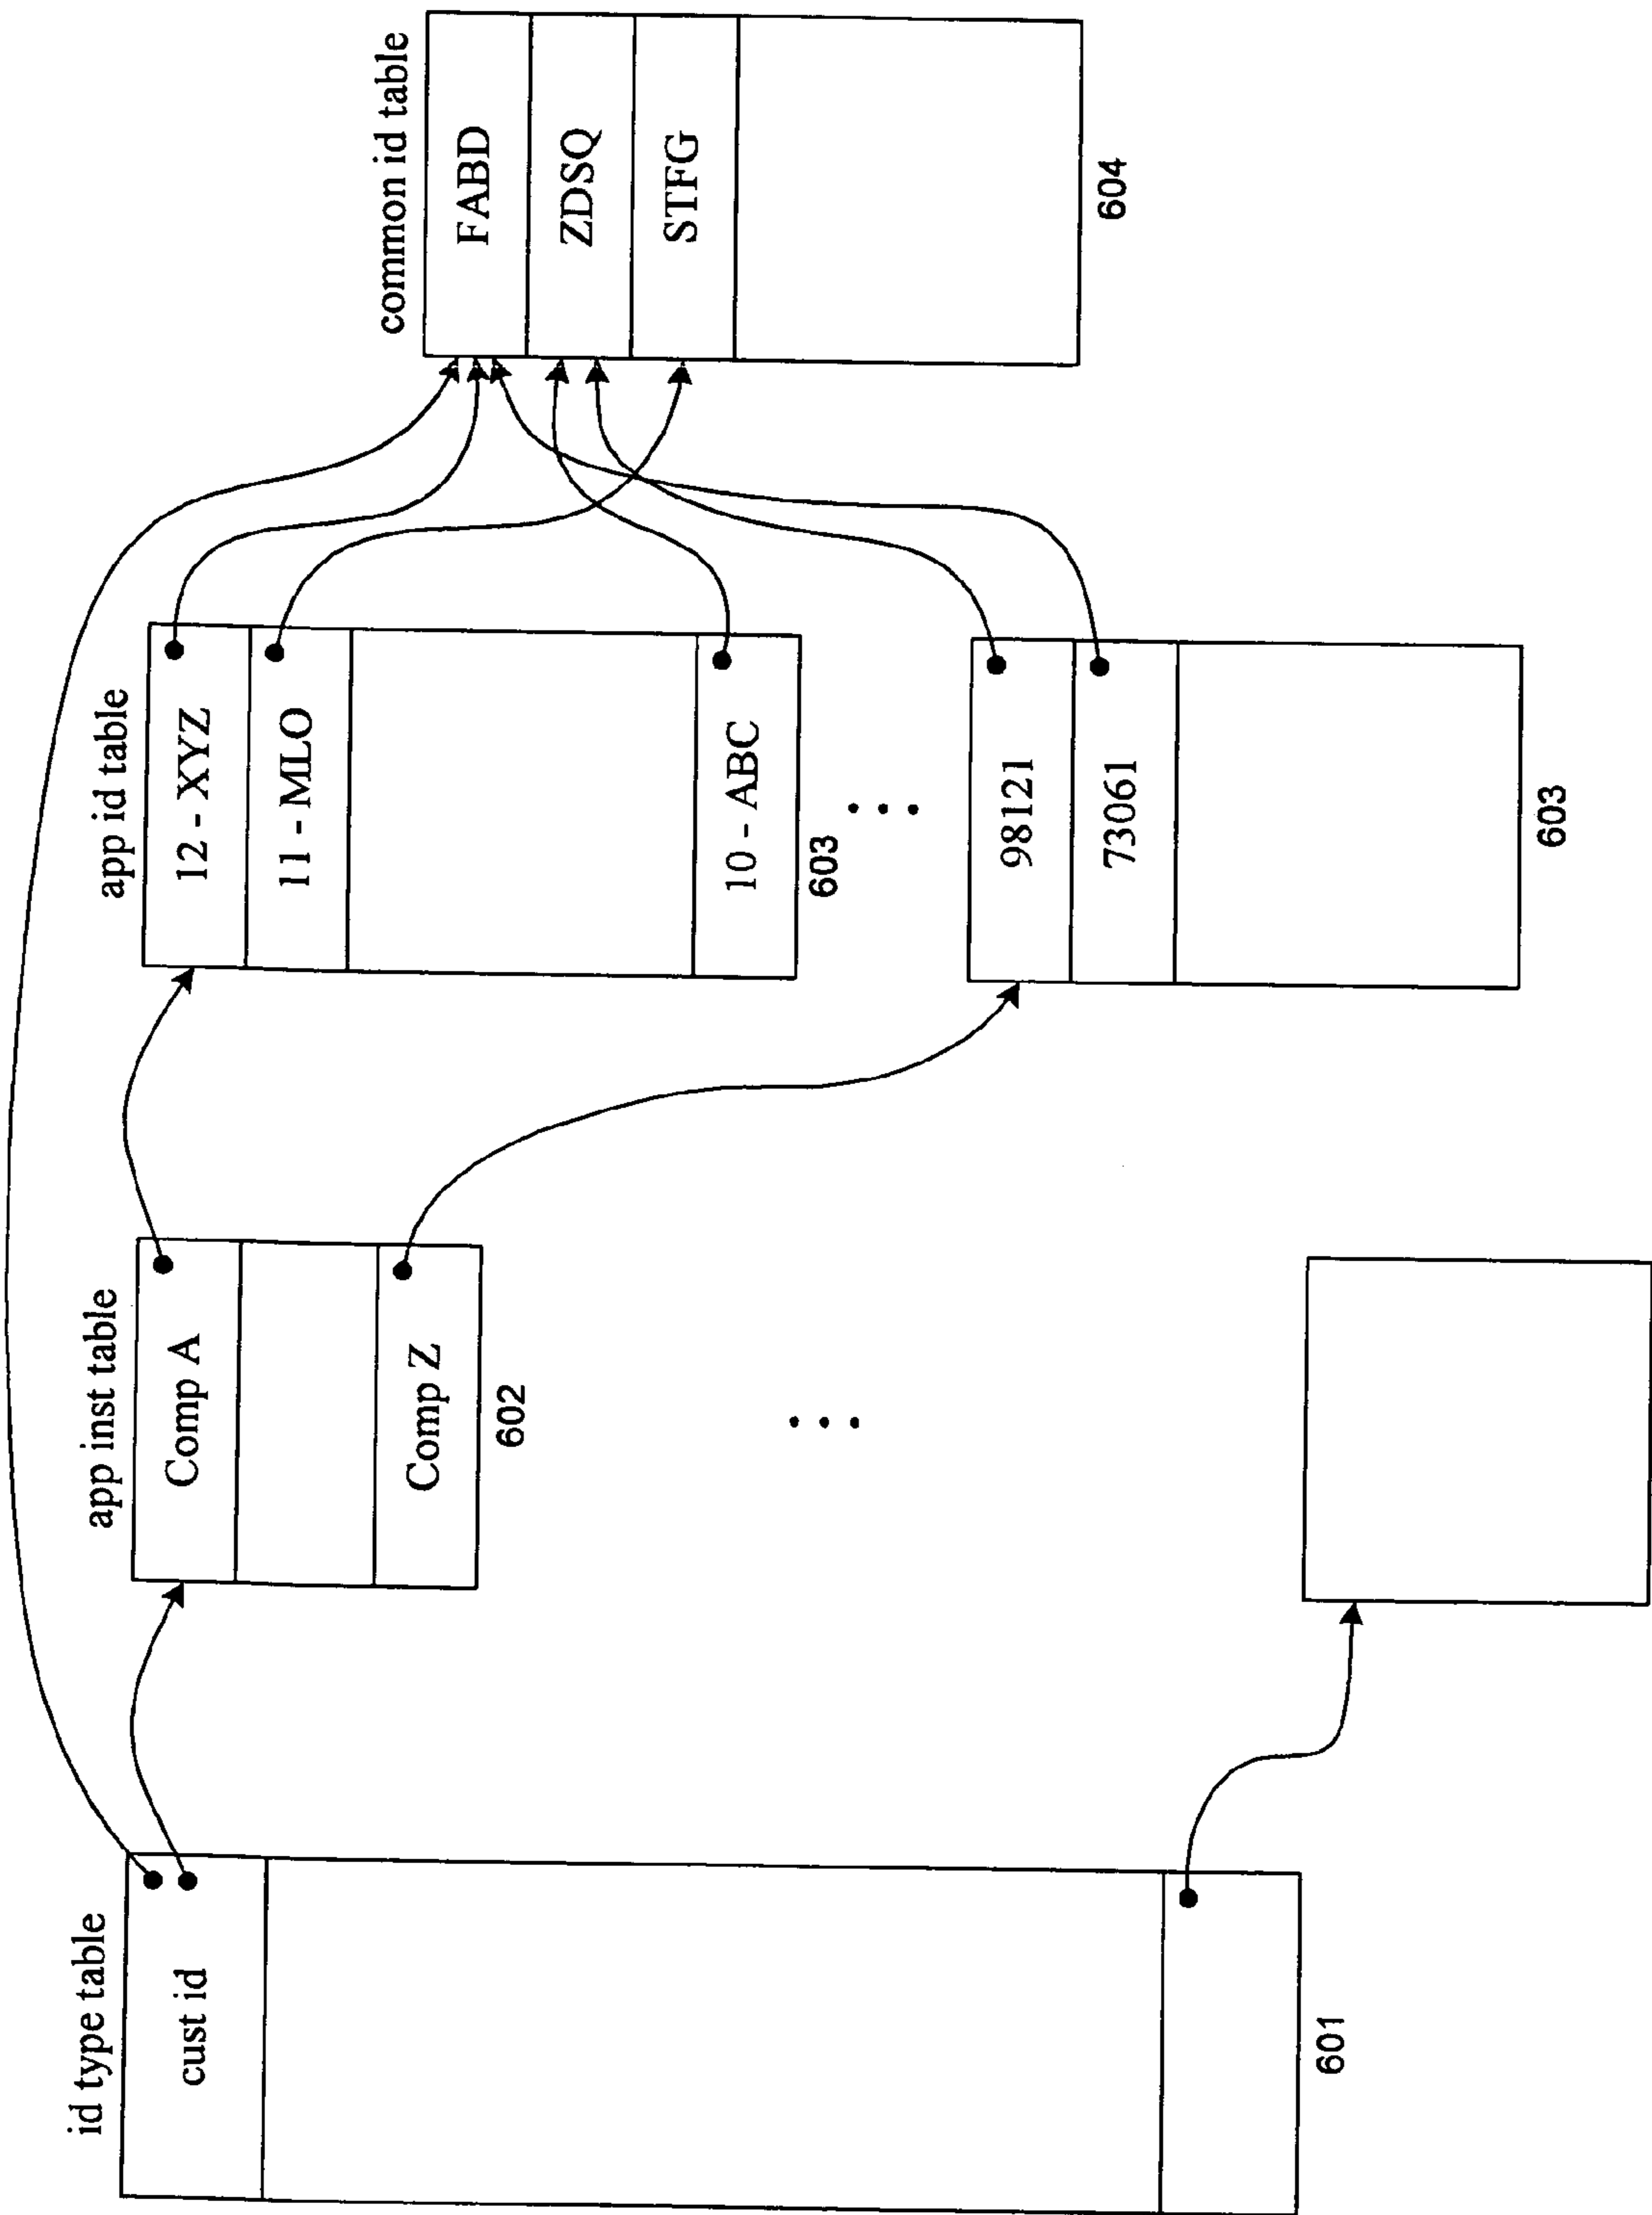 id type table
cust id
601
app inst table
Comp A
Comp Z
602
app id table
12 - XYZ
11 - MLO
10 - ABC
603
98121
73061
603
common id table
FABD
ZDSQ
STFG
604